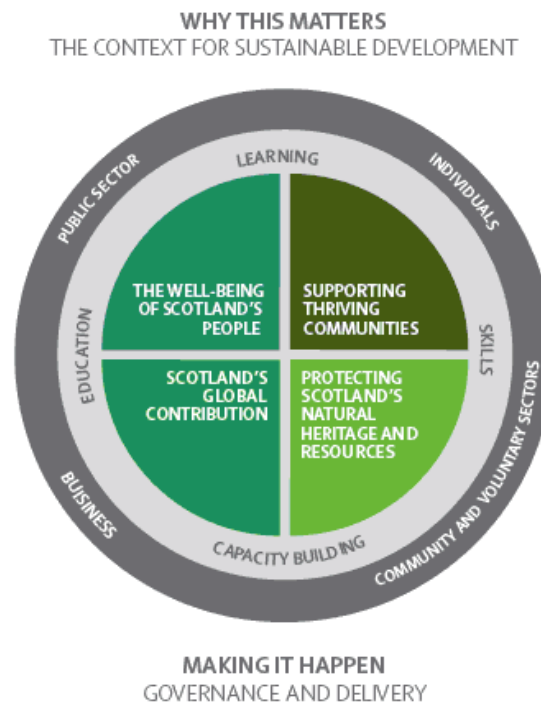 WHY THIS MATTERS
THE CONTEXT FOR SUSTAINABLE DEVELOPMENT
PUBLIC SECTOR
INDIVIDUALS
LEARNING
THE WELL-BEING
OF SCOTLAND'S
PEOPLE
SUPPORTING
THRIVING
COMMUNITIES
EDUCATION
SKILLS
SCOTLAND'S
GLOBAL
CONTRIBUTION
PROTECTING
SCOTLAND'S
NATURAL
HERITAGE AND
RESOURCES
CAPACITY BUILDING
BUISINESS
COMMUNITY AND VOLUNTARY SECTORS
MAKING IT HAPPEN
GOVERNANCE AND DELIVERY